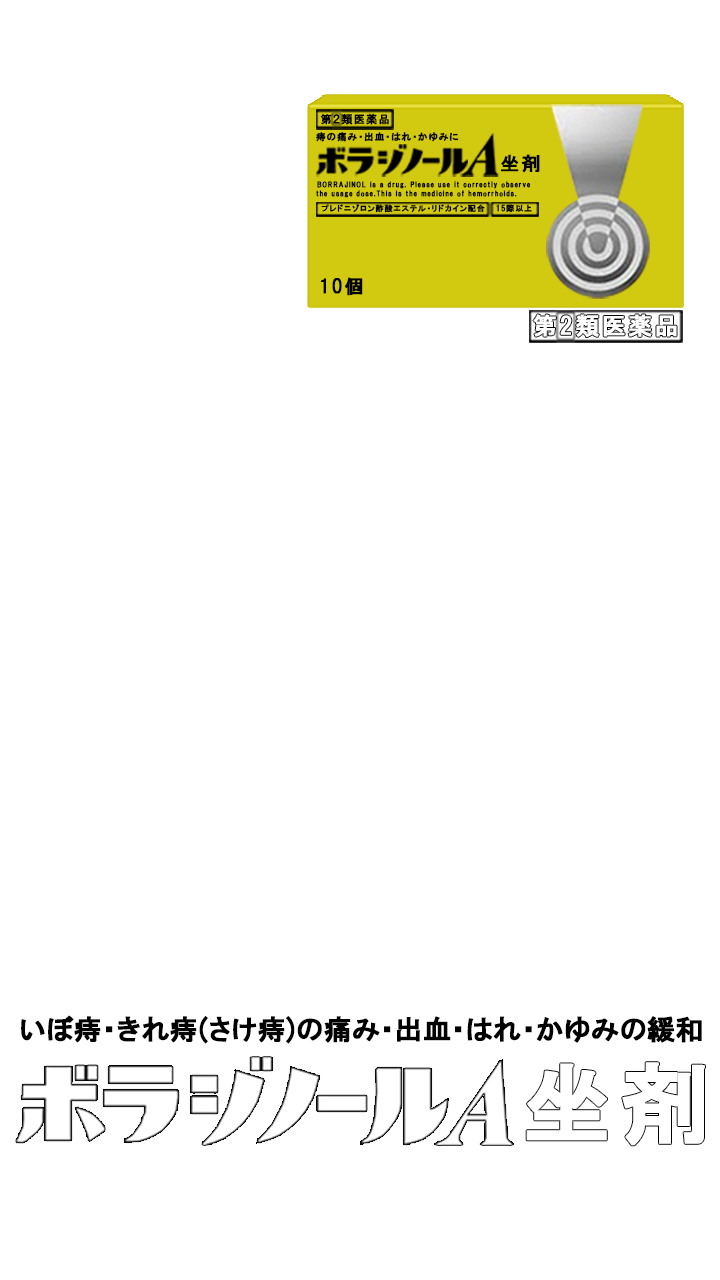 第2類医薬品
痔の痛み・出血・はれ・かゆみに
ボラジノールA坐剤
BORRAJINOL is a drug. Please use it correctly observe
the usage dose.This is the medicine of hemorrholds.
プレドニゾロン酢酸エステル・リドカイン配合 15際以上
10個
第2類医薬品
いぼ痔・きれ痔(さけ痔)の痛み・出血・はれ・かゆみの緩和
ボラジノールA坐剤